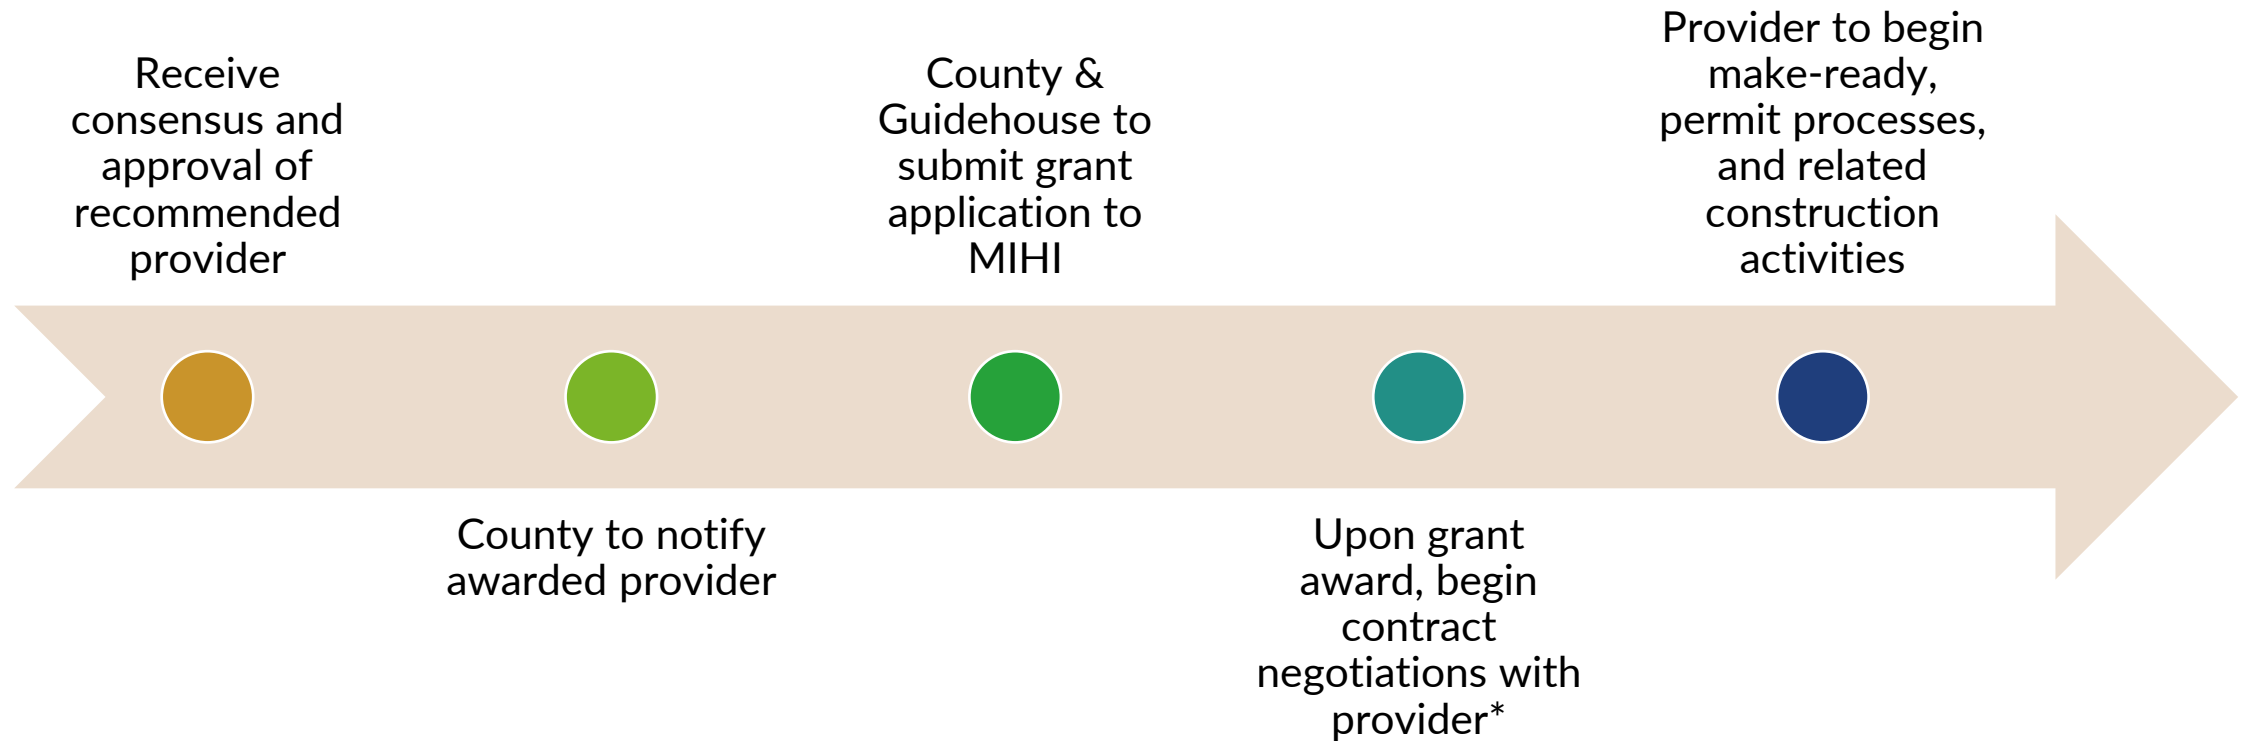 Receive
consensus and
approval of
recommended
provider
County to notify
awarded provider
County &
Guidehouse to
submit grant
application to
MIHI
Upon grant
award, begin
contract
negotiations with
provider*
Provider to begin
make-ready,
permit processes,
and related
construction
activities